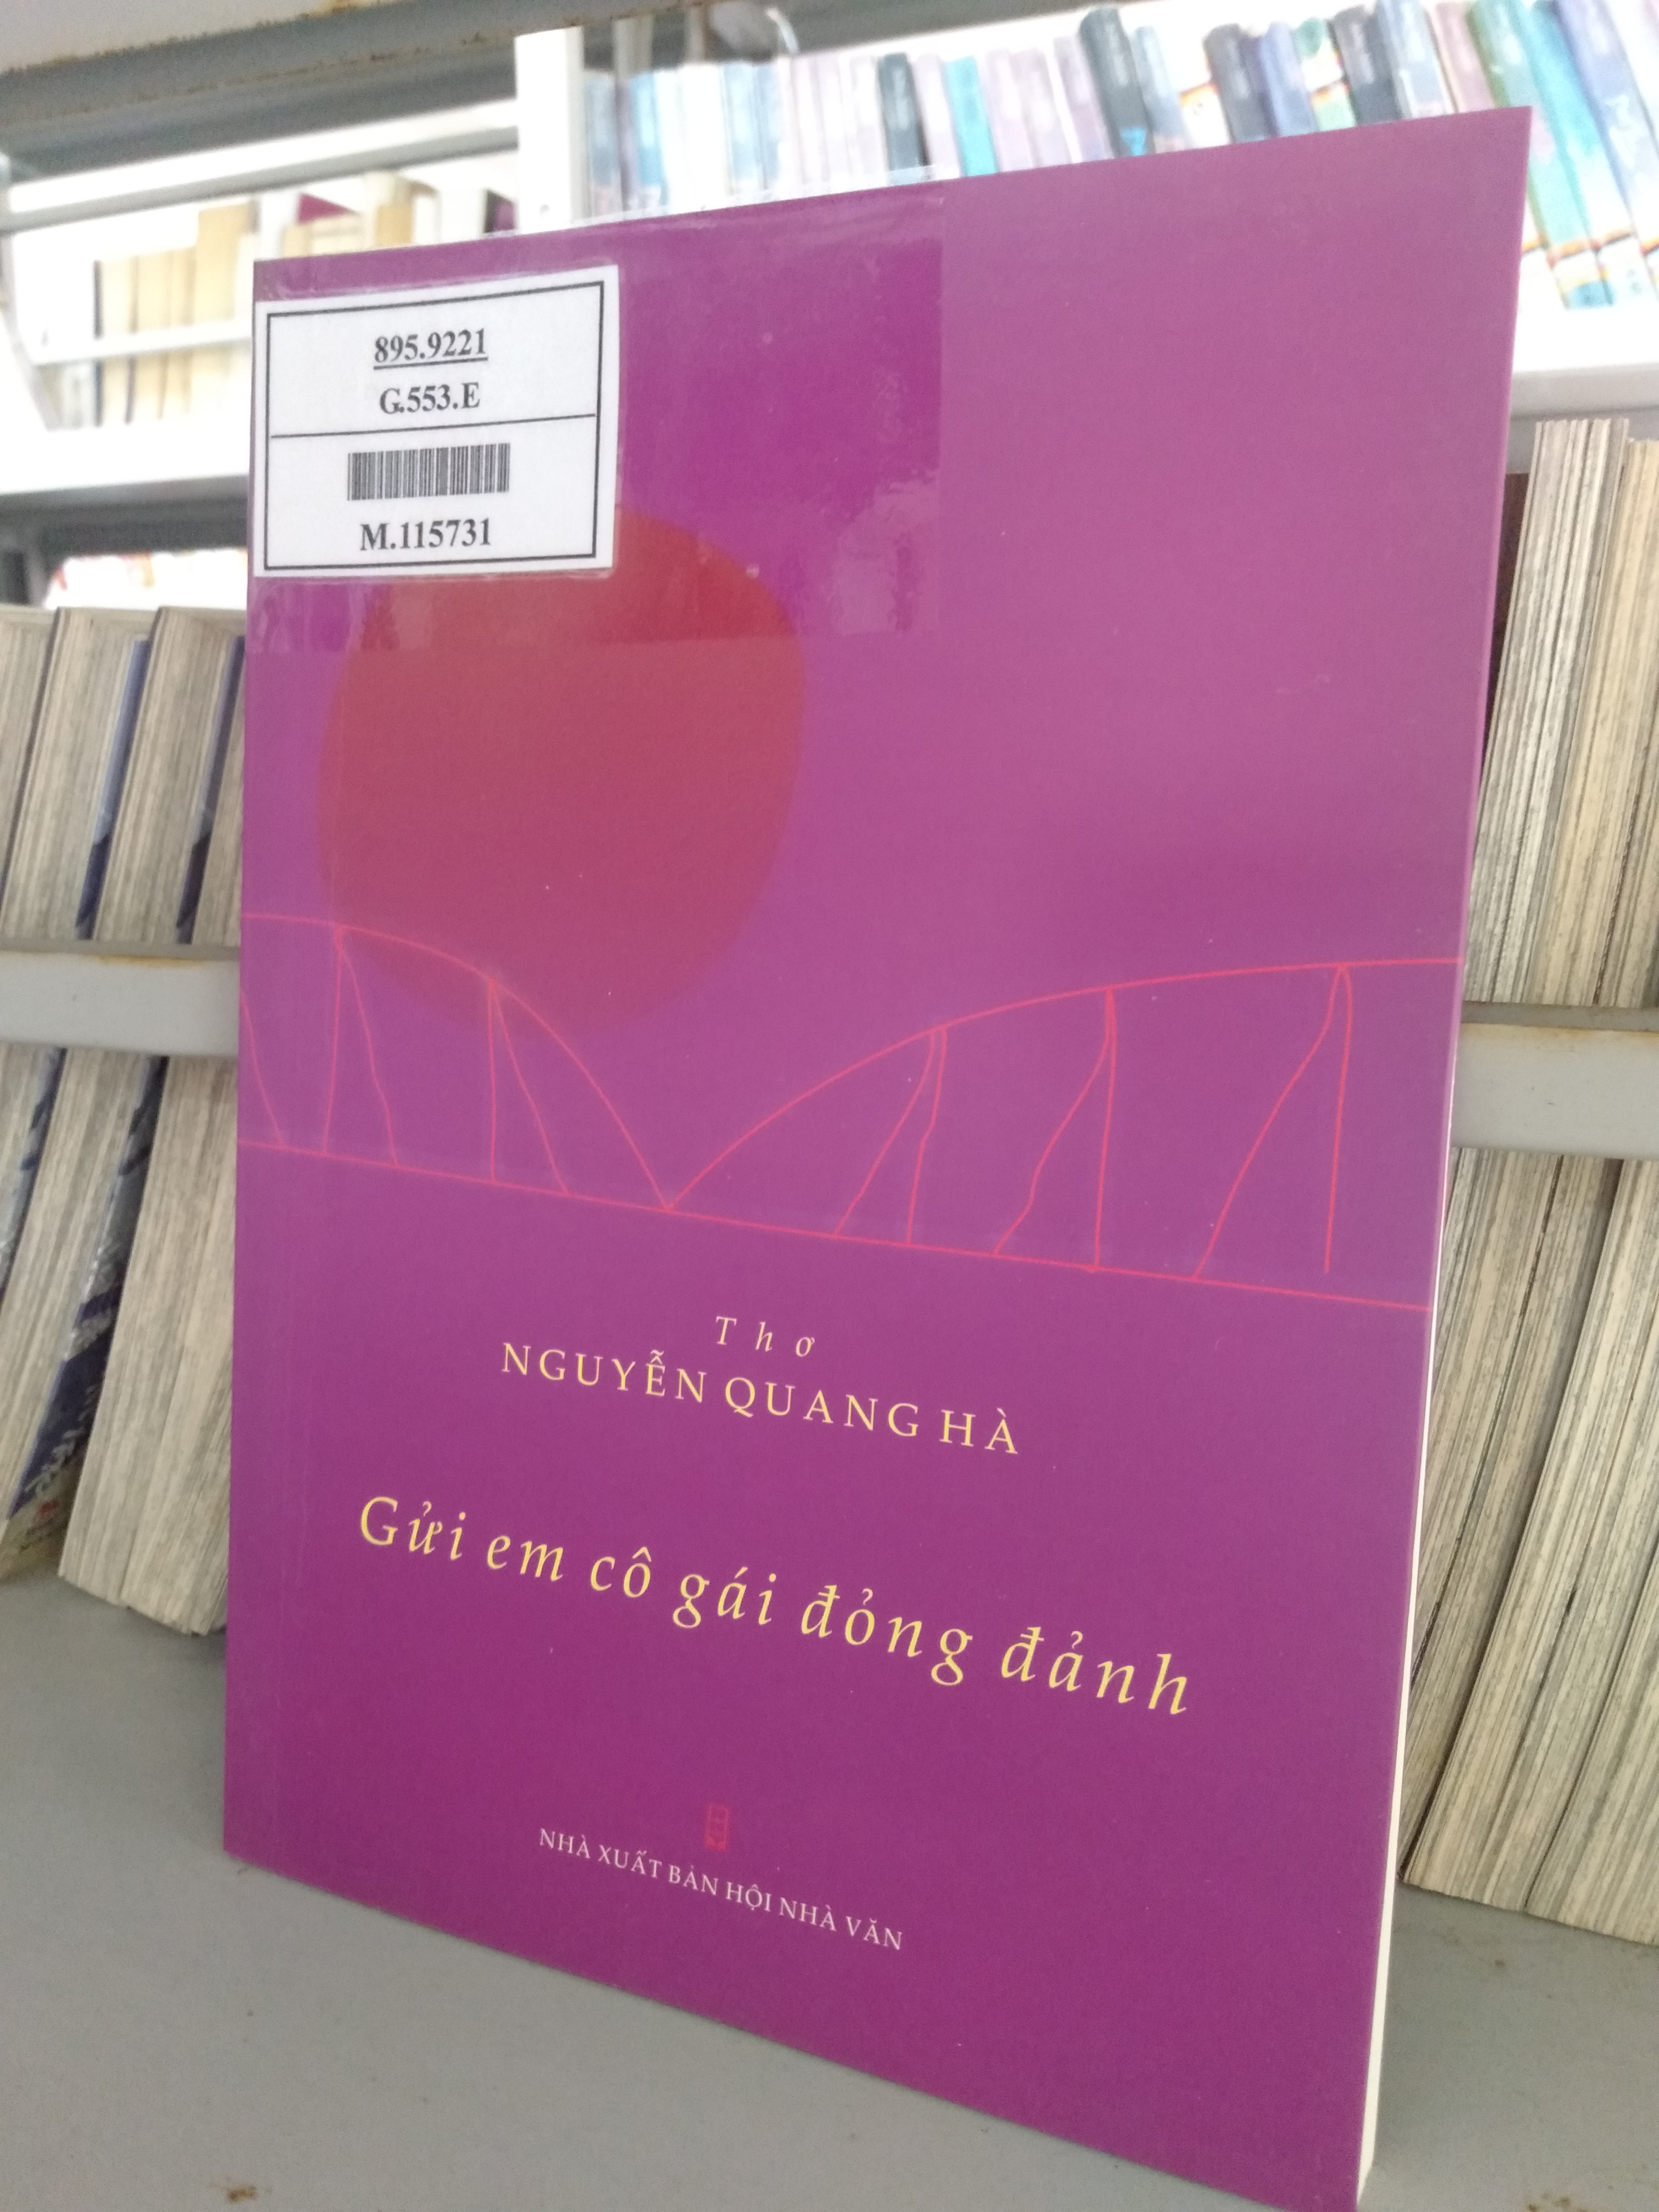 895.9221
G.553.E
M.115731
Thơ
NGUYỄN QUANG HÀ
Gửi em cô gái đỏng đảnh
NHÀ XUẤT BẢN HỘI NHÀ VĂN